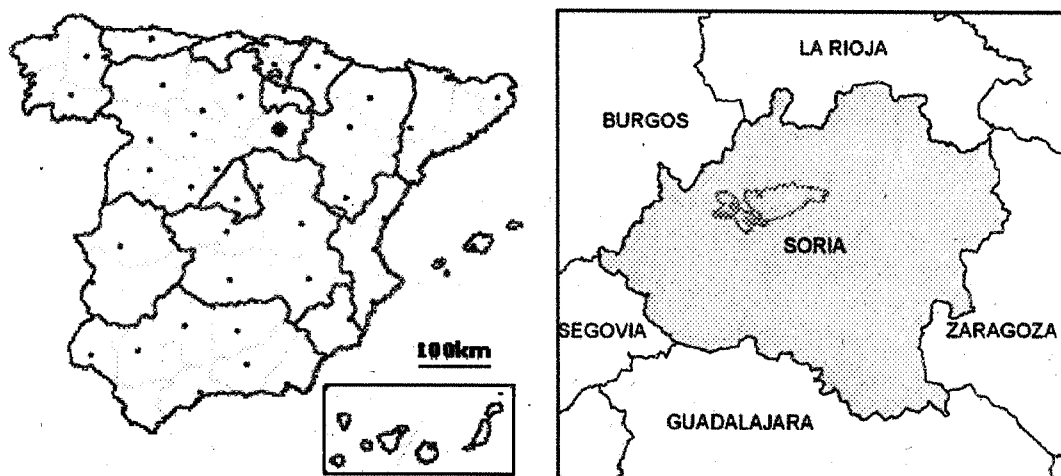 100km
LA RIOJA
BURGOS
SORIA
SEGOVIA
ZARAGOZA
GUADALAJARA